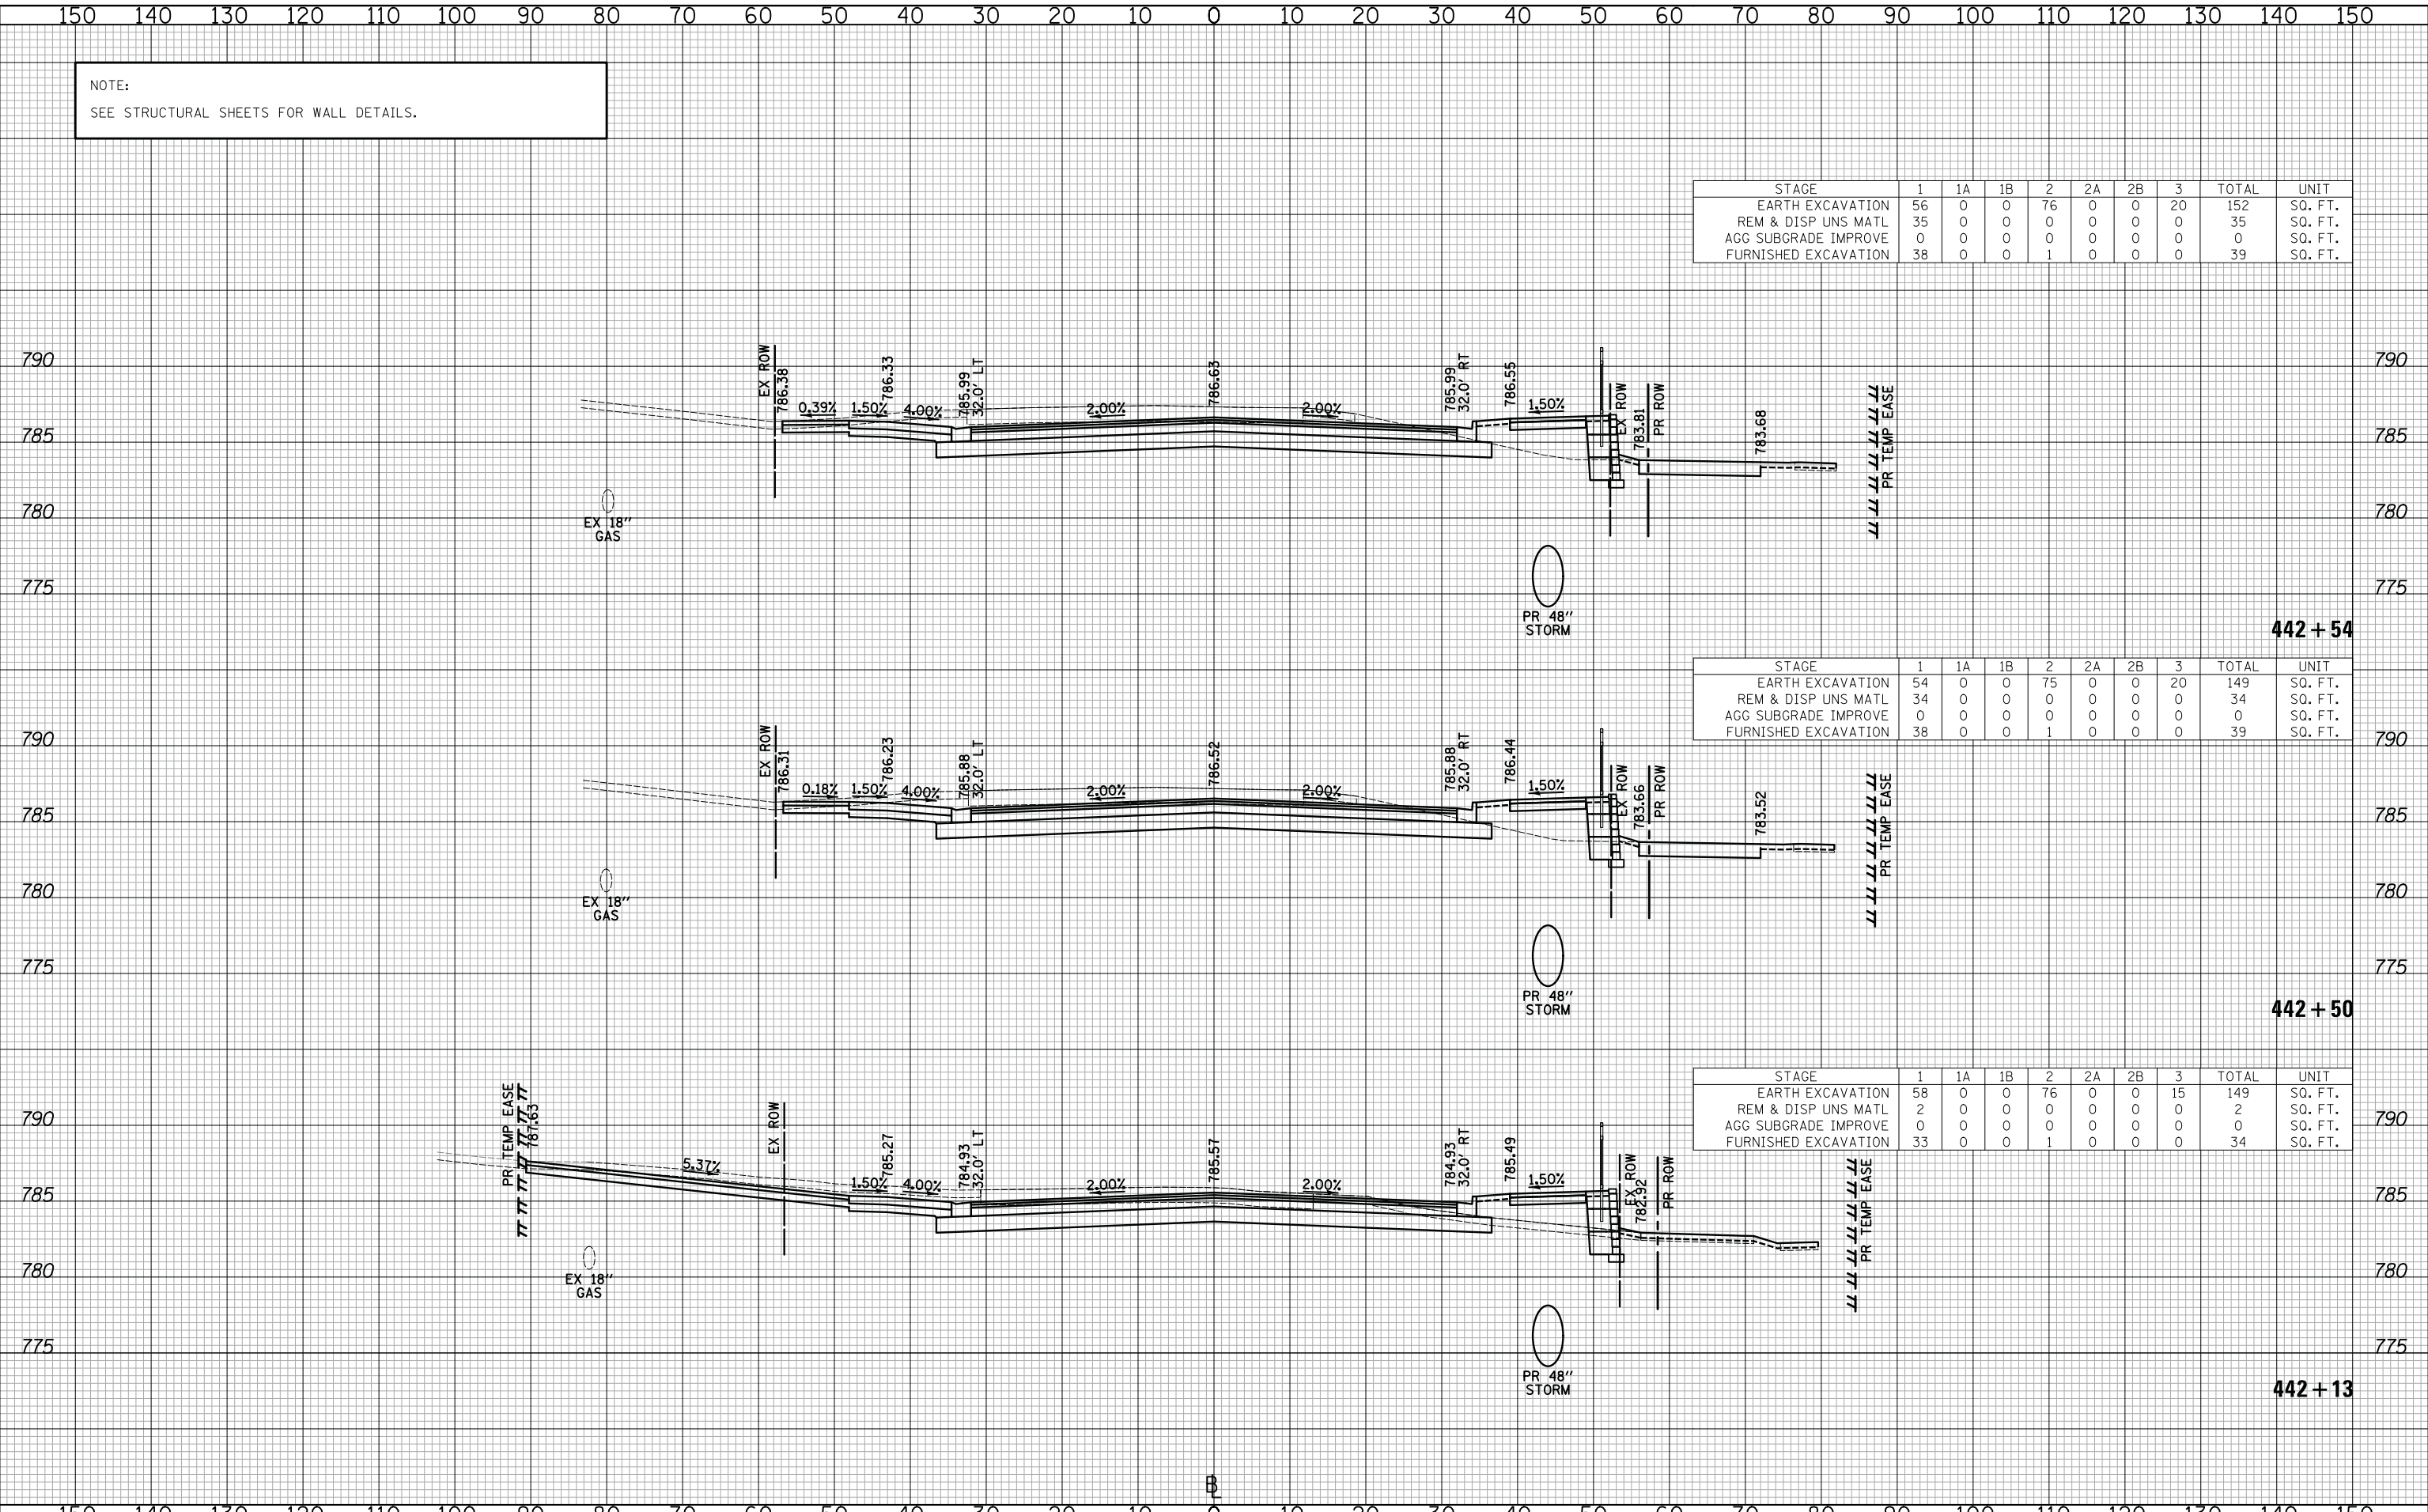 150 140 130 120 110 100 90 80 70 60 50 40 30 20 10 0 10 20 30 40 50 60 70 80 90 100 110 120 130 140 150
NOTE:
SEE STRUCTURAL SHEETS FOR WALL DETAILS.
STAGE 1 1A 1B 2 2A 2B 3 TOTAL UNIT
EARTH EXCAVATION 56 0 0 76 0 0 20 152 SQ. FT.
REM & DISP UNS MATL 35 0 0 0 0 0 0 35 SQ. FT.
AGG SUBGRADE IMPROVE 0 0 0 0 0 0 0 0 SQ. FT.
FURNISHED EXCAVATION 38 0 0 1 0 0 0 39 SQ. FT.
790 790
785 785
780 780
775 775
EX ROW
786.38
0.39%
1.50%
786.33
4.00%
785.99
32.0' LT
2.00%
786.63
2.00%
785.99
32.0' RT
786.55
1.50%
EX ROW
783.81
PR ROW
783.68
PR TEMP EASE
EX 18"
GAS
PR 48"
STORM
442+54
STAGE 1 1A 1B 2 2A 2B 3 TOTAL UNIT
EARTH EXCAVATION 54 0 0 75 0 0 20 149 SQ. FT.
REM & DISP UNS MATL 34 0 0 0 0 0 0 34 SQ. FT.
AGG SUBGRADE IMPROVE 0 0 0 0 0 0 0 0 SQ. FT.
FURNISHED EXCAVATION 38 0 0 1 0 0 0 39 SQ. FT.
790 790
785 785
780 780
775 775
EX ROW
786.31
0.18%
1.50%
786.23
4.00%
785.88
32.0' LT
2.00%
786.52
2.00%
785.88
32.0' RT
786.44
1.50%
EX ROW
783.66
PR ROW
783.52
PR TEMP EASE
EX 18"
GAS
PR 48"
STORM
442+50
STAGE 1 1A 1B 2 2A 2B 3 TOTAL UNIT
EARTH EXCAVATION 58 0 0 76 0 0 15 149 SQ. FT.
REM & DISP UNS MATL 2 0 0 0 0 0 0 2 SQ. FT.
AGG SUBGRADE IMPROVE 0 0 0 0 0 0 0 0 SQ. FT.
FURNISHED EXCAVATION 33 0 0 1 0 0 0 34 SQ. FT.
790 790
785 785
780 780
775 775
PR TEMP EASE
787.63
5.37%
EX ROW
1.50%
785.27
4.00%
784.93
32.0' LT
2.00%
785.57
2.00%
784.93
32.0' RT
785.49
1.50%
EX ROW
782.92
PR ROW
PR TEMP EASE
EX 18"
GAS
PR 48"
STORM
442+13
BL
150 140 130 120 110 100 90 80 70 60 50 40 30 20 10 0 10 20 30 40 50 60 70 80 90 100 110 120 130 140 150